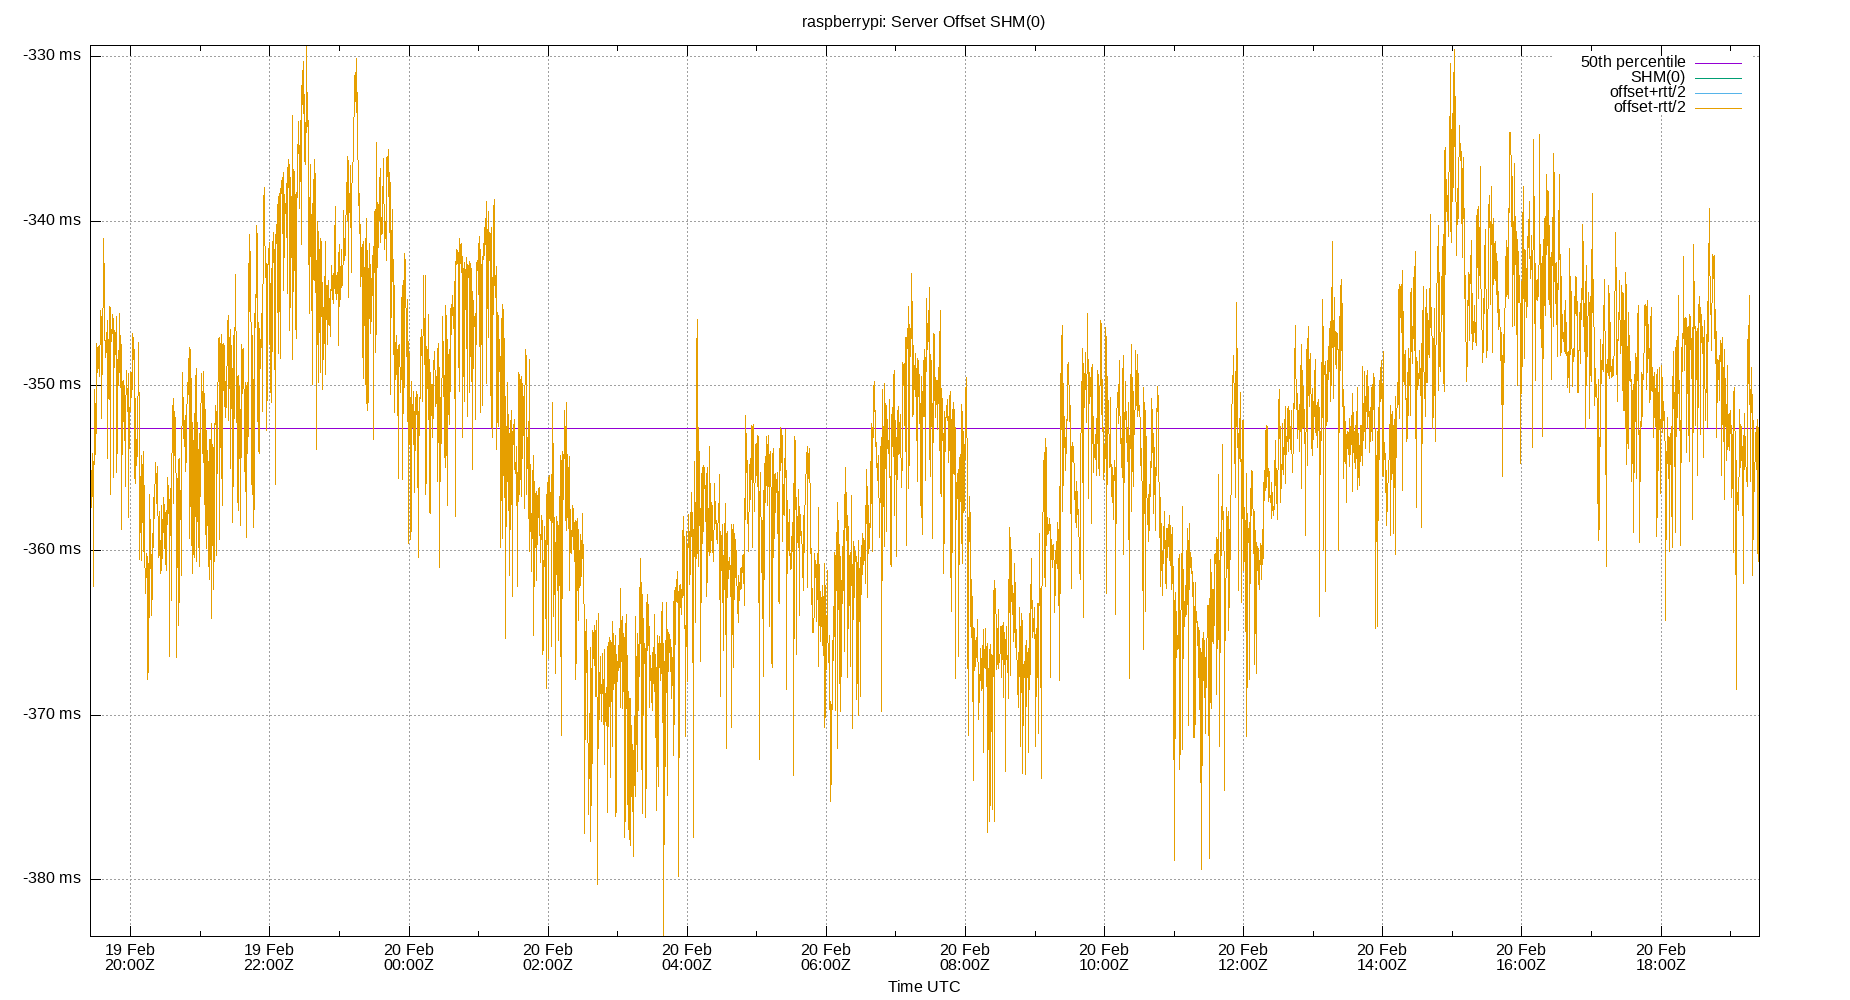 raspberrypi: Server Offset SHM(0)
-330 ms
-340 ms
-350 ms
-360 ms
-370 ms
-380 ms
50th percentile
SHM(0)
offset+rtt/2
offset-rtt/2
19 Feb
20:00Z
19 Feb
22:00Z
20 Feb
00:00Z
20 Feb
02:00Z
20 Feb
04:00Z
20 Feb
06:00Z
20 Feb
08:00Z
20 Feb
10:00Z
20 Feb
12:00Z
20 Feb
14:00Z
20 Feb
16:00Z
20 Feb
18:00Z
Time UTC